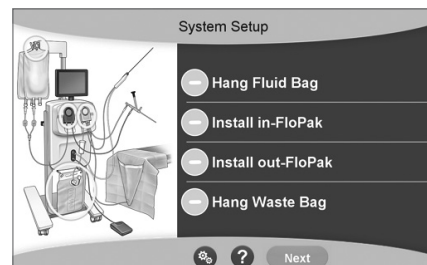 System Setup
Hang Fluid Bag
Install in-FloPak
Install out-FloPak
Hang Waste Bag
?
Next